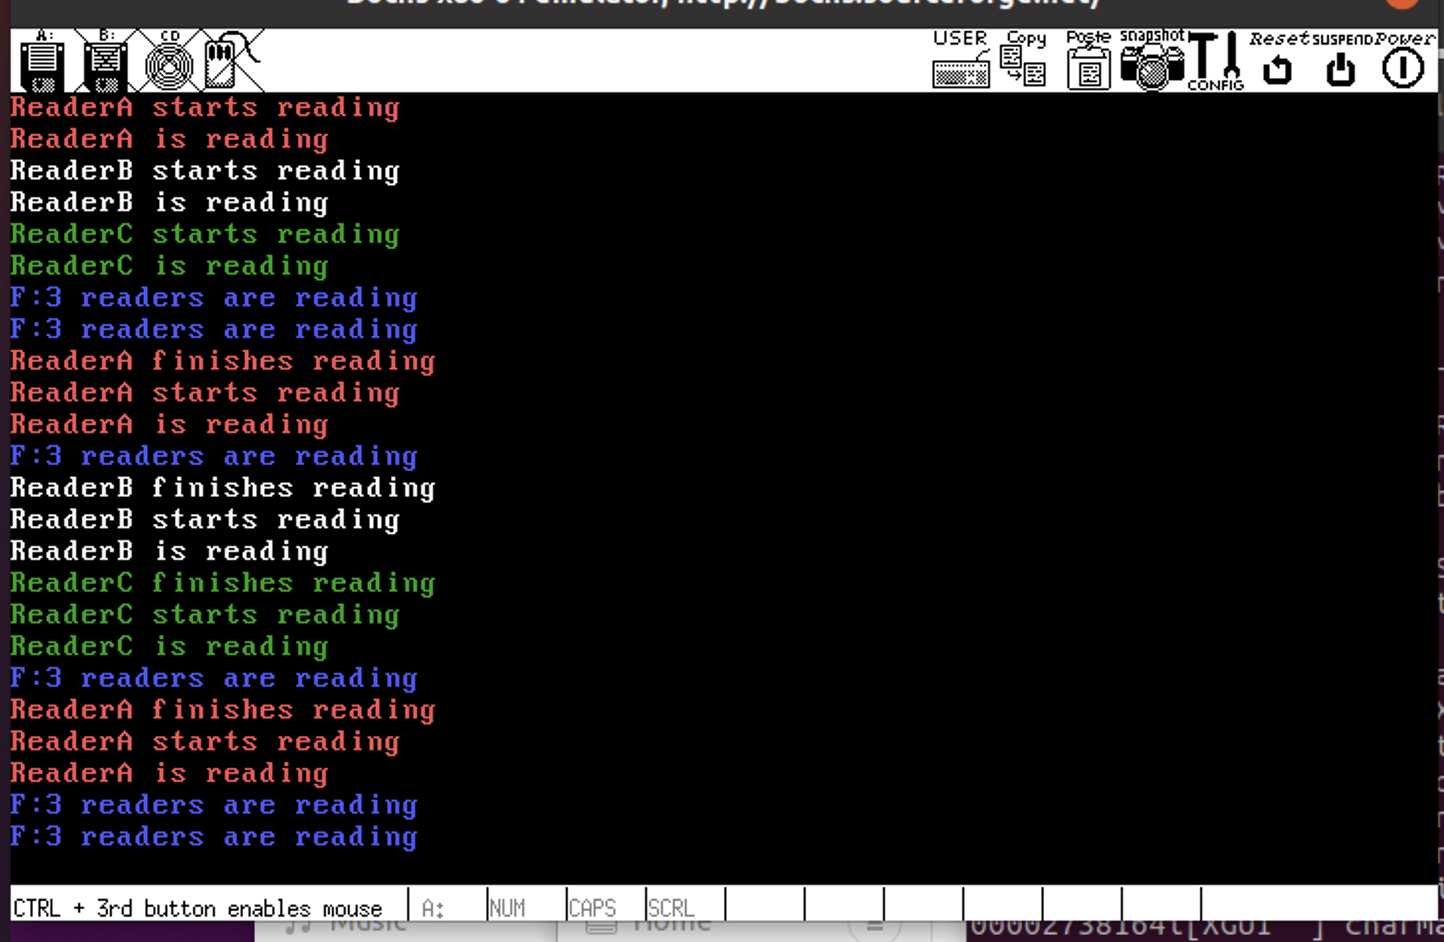 A: B: CD USER Copy Paste snapshot CONFIG Reset SUSPEND Power
ReaderA starts reading
ReaderA is reading
ReaderB starts reading
ReaderB is reading
ReaderC starts reading
ReaderC is reading
F:3 readers are reading
F:3 readers are reading
ReaderA finishes reading
ReaderA starts reading
ReaderA is reading
F:3 readers are reading
ReaderB finishes reading
ReaderB starts reading
ReaderB is reading
ReaderC finishes reading
ReaderC starts reading
ReaderC is reading
F:3 readers are reading
ReaderA finishes reading
ReaderA starts reading
ReaderA is reading
F:3 readers are reading
F:3 readers are reading
CTRL + 3rd button enables mouse A: NUM CAPS SCRL
Music Home 00002738164i[XGUI ]